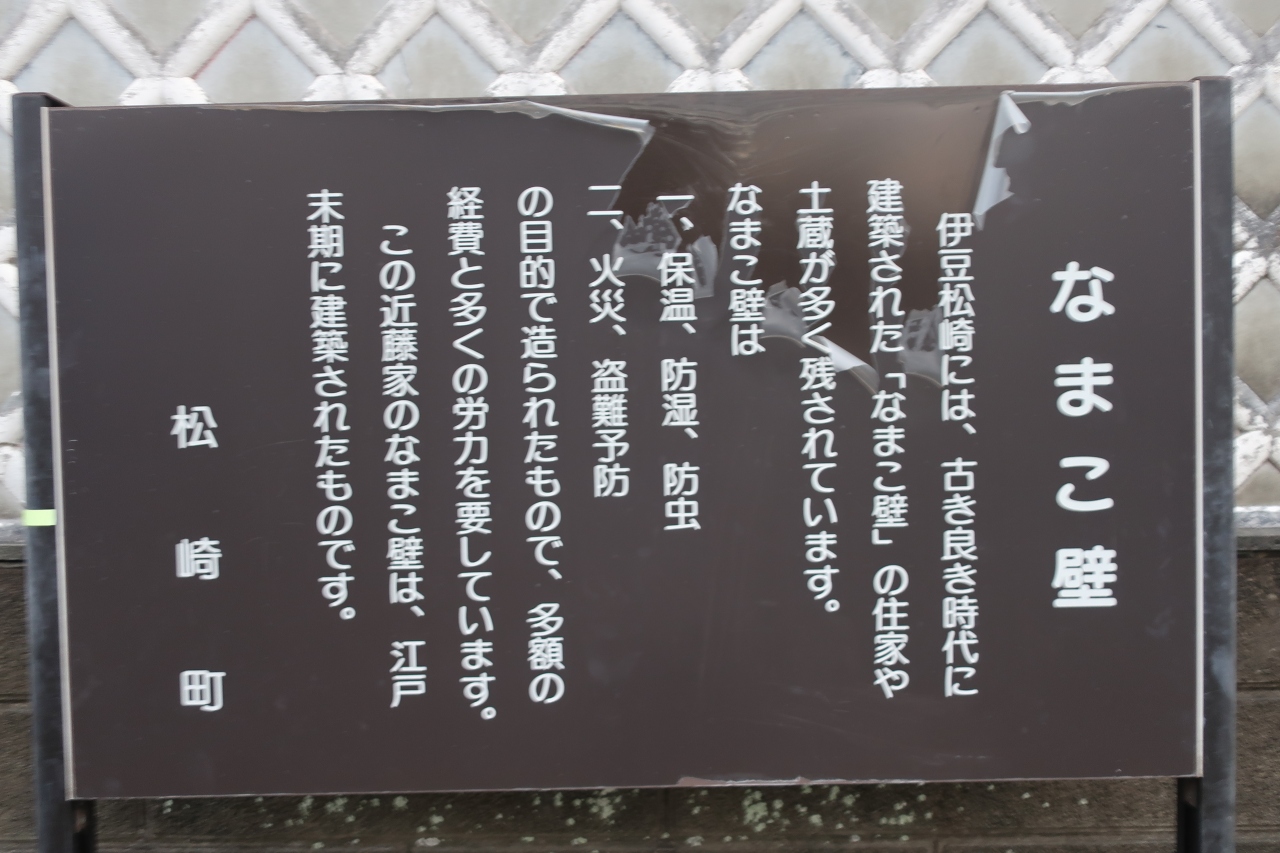 なまこ壁
伊豆松崎には、古き良き時代に
建築された「なまこ壁」の住家や
土蔵が多く残されています。
なまこ壁は
一、保温、防湿、防虫
二、火災、盗難予防
の目的で造られたもので、多額の
経費と多くの労力を要しています。
この近藤家のなまこ壁は、江戸
末期に建築されたものです。
松崎町